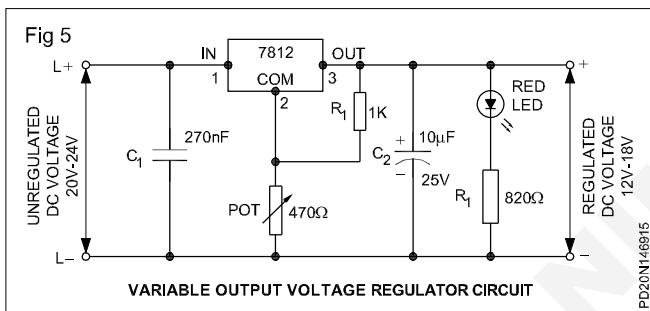 Fig 5
L+
IN
7812
OUT
1
COM
3
2
+
RED
LED
R1
1K
270nF
C1
+
10µF
C2
−
25V
POT
470Ω
R1
820Ω
UNREGULATED
DC VOLTAGE
20V-24V
REGULATED
DC VOLTAGE
12V-18V
L−
−
VARIABLE OUTPUT VOLTAGE REGULATOR CIRCUIT
PD20N146915